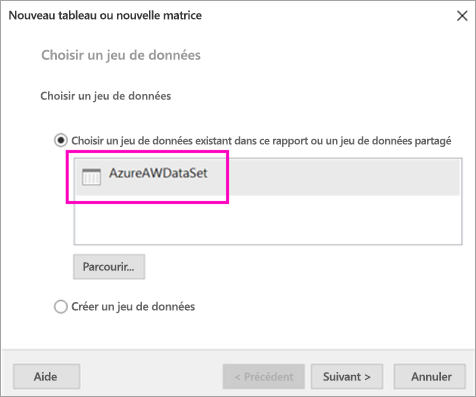 Nouveau tableau ou nouvelle matrice
Choisir un jeu de données
Choisir un jeu de données
Choisir un jeu de données existant dans ce rapport ou un jeu de données partagé
AzureAWDataSet
Parcourir...
Créer un jeu de données
Aide
< Précédent
Suivant >
Annuler